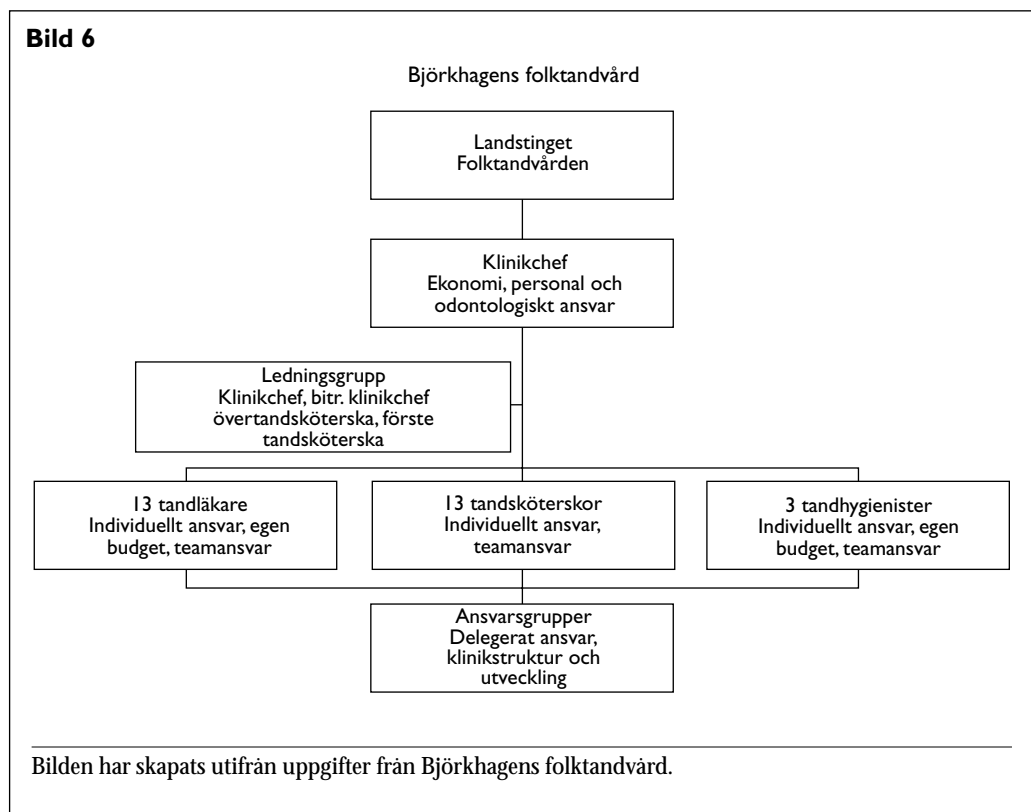 Bild 6
Björkhagens folktandvård
Landstinget
Folktandvården
Klinikchef
Ekonomi, personal och
odontologiskt ansvar
Ledningsgrupp
Klinikchef, bitr. klinikchef
övertandsköterska, förste
tandsköterska
13 tandläkare
Individuellt ansvar, egen
budget, teamansvar
13 tandsköterskor
Individuellt ansvar,
teamansvar
3 tandhygienister
Individuellt ansvar, egen
budget, teamansvar
Ansvarsgrupper
Delegerat ansvar,
klinikstruktur och
utveckling
Bilden har skapats utifrån uppgifter från Björkhagens folktandvård.